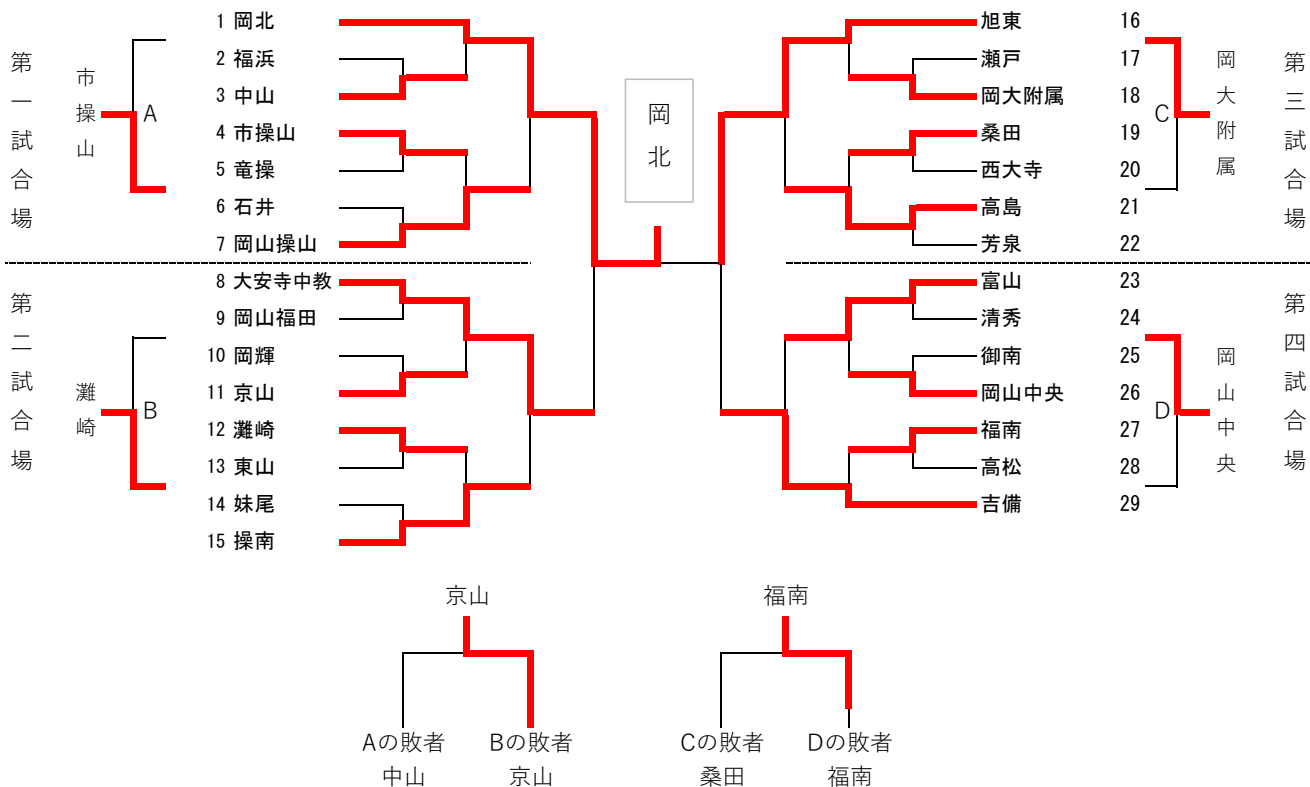 第一試合場
市操山
A
1 岡北
2 福浜
3 中山
4 市操山
5 竜操
6 石井
7 岡山操山
第二試合場
灘崎
B
8 大安寺中教
9 岡山福田
10 岡輝
11 京山
12 灘崎
13 東山
14 妹尾
15 操南
岡北
旭東 16
瀬戸 17
岡大附属 18
桑田 19
西大寺 20
高島 21
芳泉 22
C
岡大附属
第三試合場
富山 23
清秀 24
御南 25
岡山中央 26
福南 27
高松 28
吉備 29
D
岡山中央
第四試合場
京山
Aの敗者 Bの敗者
中山 京山
福南
Cの敗者 Dの敗者
桑田 福南